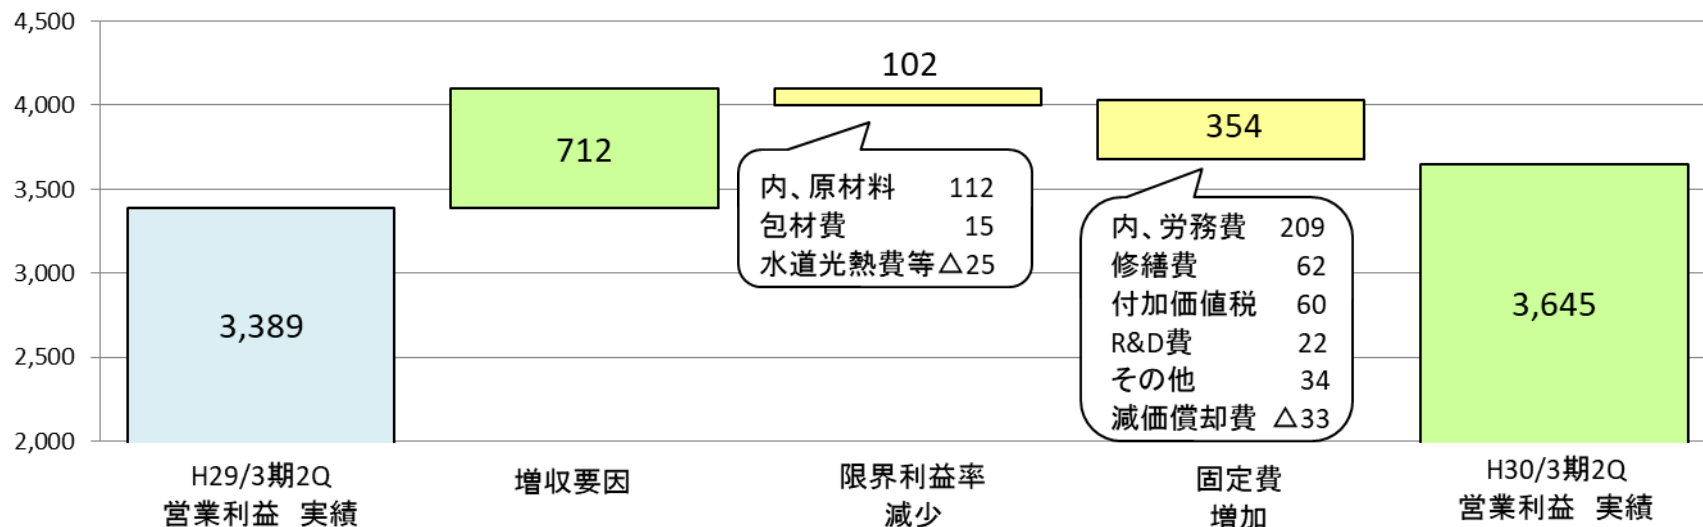 4,500
4,000
3,500
3,000
2,500
2,000
3,389
712
102
内、原材料 112
包材費 15
水道光熱費等△25
354
内、労務費 209
修繕費 62
付加価値税 60
R&D費 22
その他 34
減価償却費 △33
3,645
H29/3期2Q
営業利益 実績
増収要因
限界利益率
減少
固定費
増加
H30/3期2Q
営業利益 実績